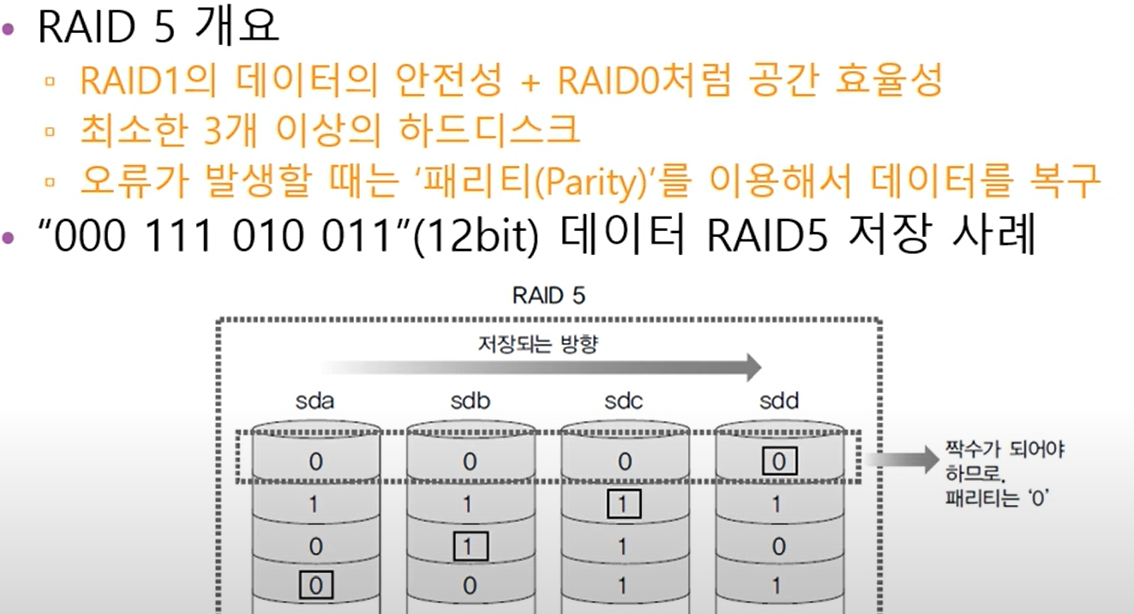 • RAID 5 개요
▫ RAID1의 데이터의 안전성 + RAID0처럼 공간 효율성
▫ 최소한 3개 이상의 하드디스크
▫ 오류가 발생할 때는 ‘패리티(Parity)’를 이용해서 데이터를 복구
• “000 111 010 011”(12bit) 데이터 RAID5 저장 사례
RAID 5
저장되는 방향
sda sdb sdc sdd
0 0 0 0
1 1 1 1
0 1 1 0
0 0 1 1
짝수가 되어야
하므로,
패리티는 ‘0’